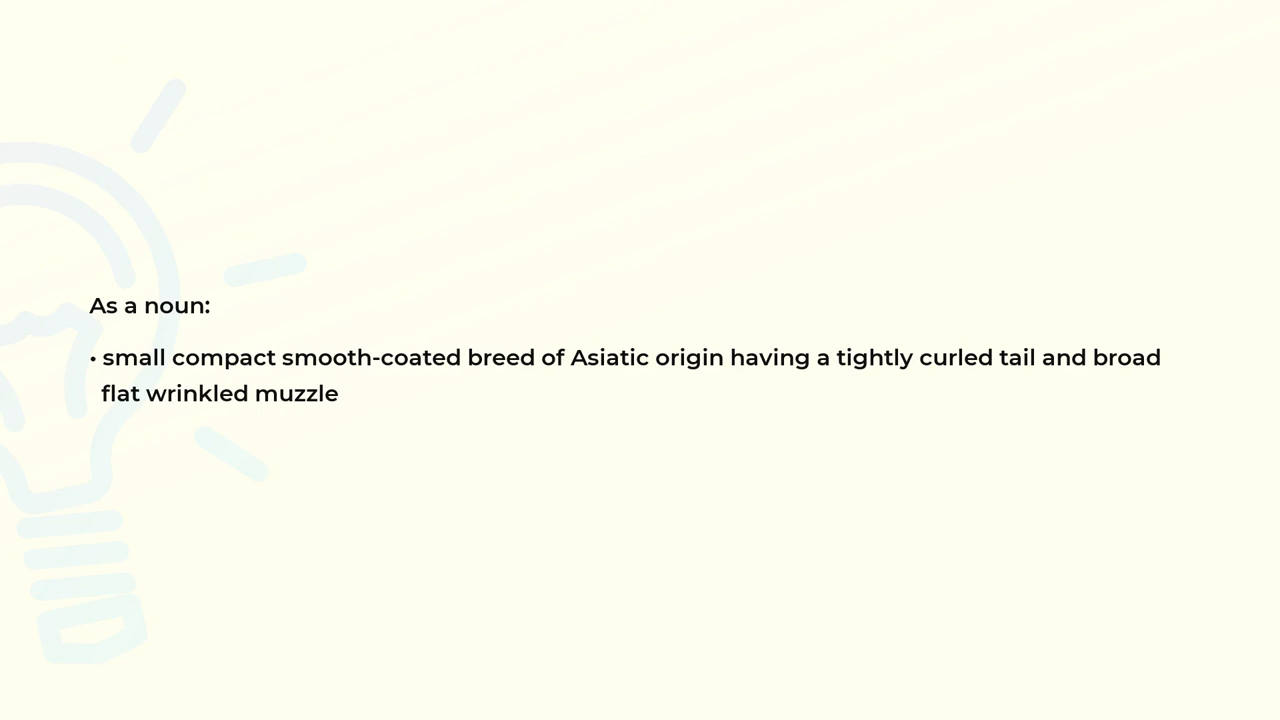 As a noun:
• small compact smooth-coated breed of Asiatic origin having a tightly curled tail and broad
flat wrinkled muzzle